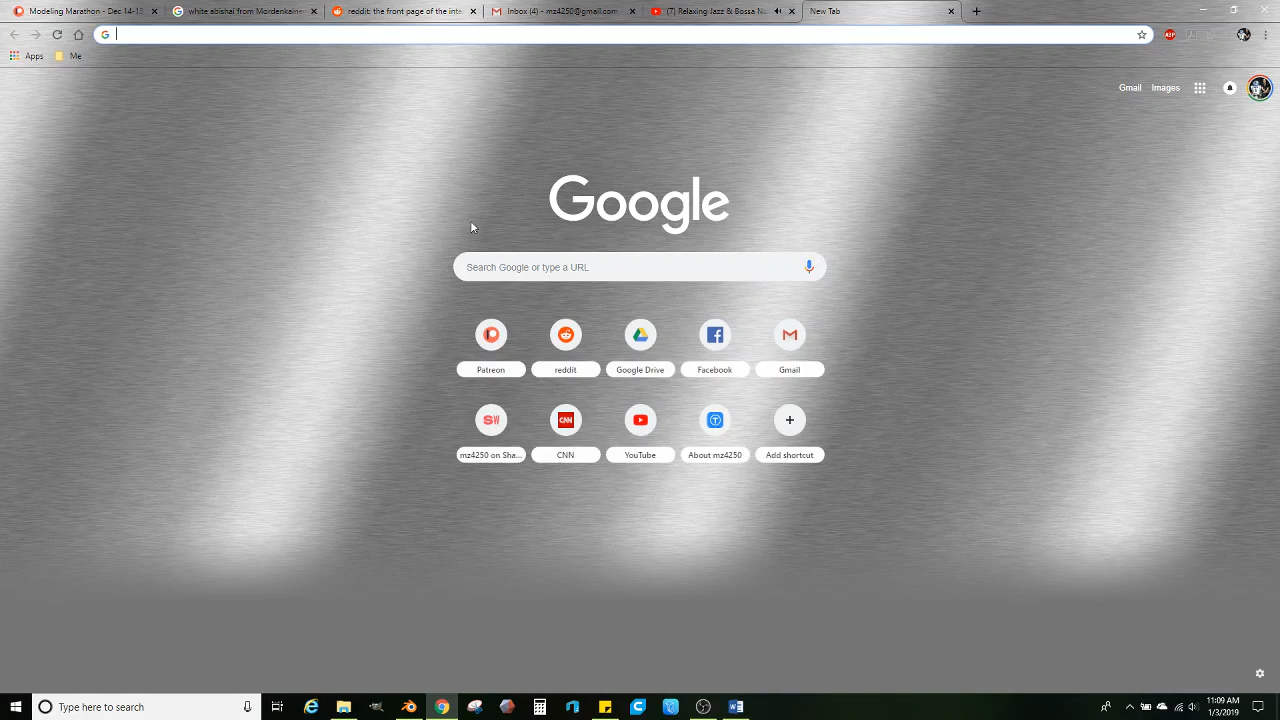 Modeling Marathon - Dec 14-15
white abishai from Mordenkainen
reddit: the front page of the inte
Inbox (4) - mz4250@gmail.com
(7) Relaxing Jazz & Bossa No
New Tab
Apps
Me
ABP
Gmail
Images
Google
Search Google or type a URL
Patreon
reddit
Google Drive
Facebook
Gmail
SW
CNN
mz4250 on Sha...
CNN
YouTube
About mz4250
Add shortcut
Type here to search
11:09 AM
1/3/2019